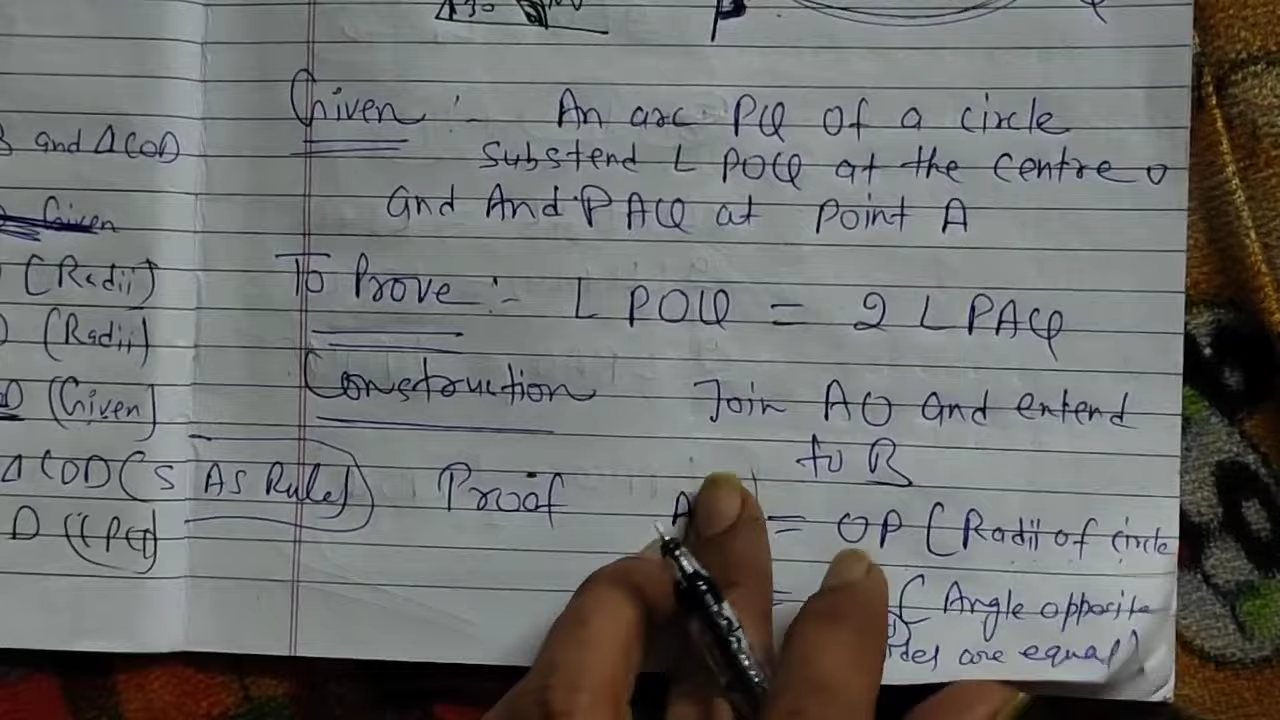 B and ΔCOD
Given
(Radii)
(Radii)
D (Given)
ΔCOD (SAS Rule)
D (CPCT)
Given :- An arc PQ of a circle
substend ∠ POQ at the centre O
and And PAQ at Point A
To Prove :- ∠ POQ = 2 ∠ PAQ
Construction Join AO and entend
to B
Proof A = OP (Radii of circle
= ( Angle opposite
are equal)